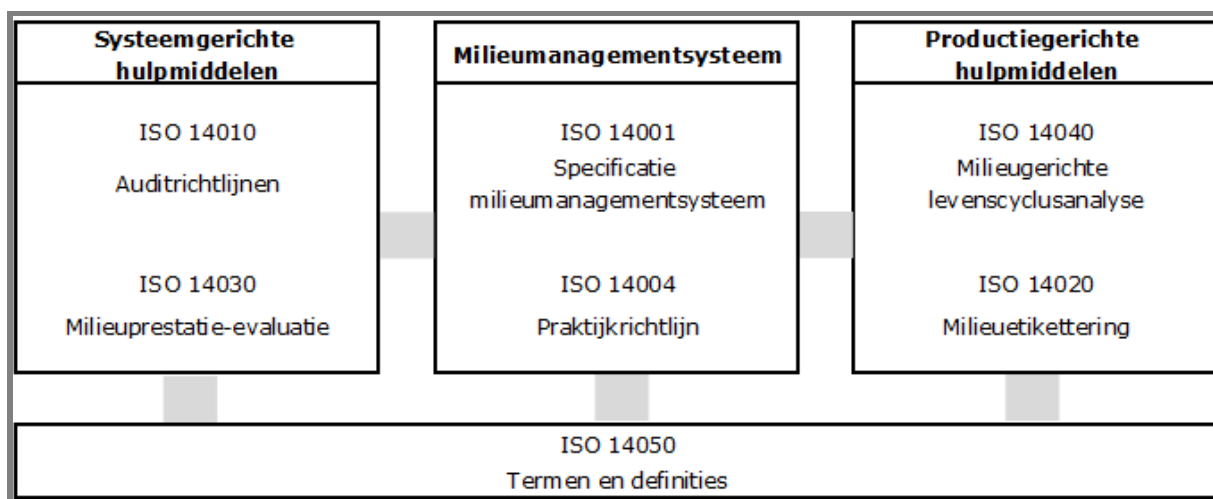 Systeemgerichte
hulpmiddelen
ISO 14010
Auditrichtlijnen
ISO 14030
Milieuprestatie-evaluatie
Milieumanagementsysteem
ISO 14001
Specificatie
milieumanagementsysteem
ISO 14004
Praktijkrichtlijn
Productiegerichte
hulpmiddelen
ISO 14040
Milieugerichte
levenscyclusanalyse
ISO 14020
Milieuetikettering
ISO 14050
Termen en definities